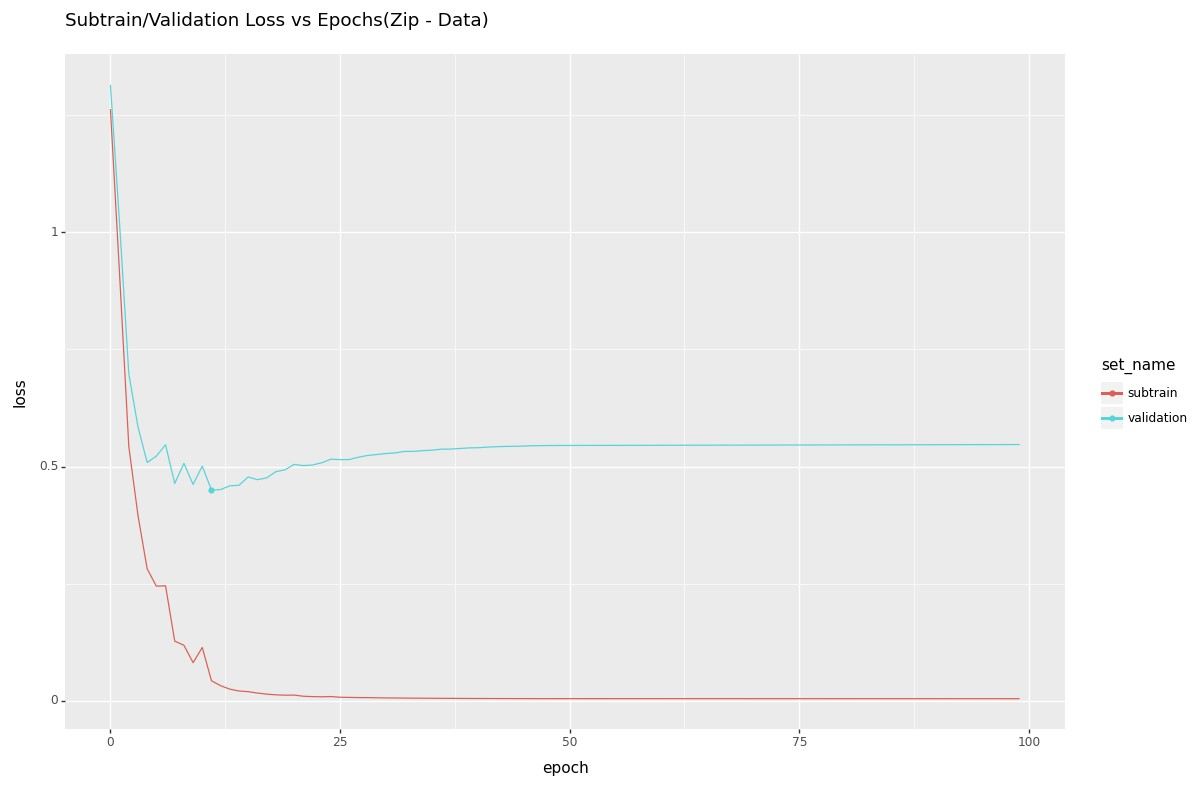 Subtrain/Validation Loss vs Epochs(Zip - Data)
1
0.5
0
loss
0
25
50
75
100
epoch
set_name
subtrain
validation